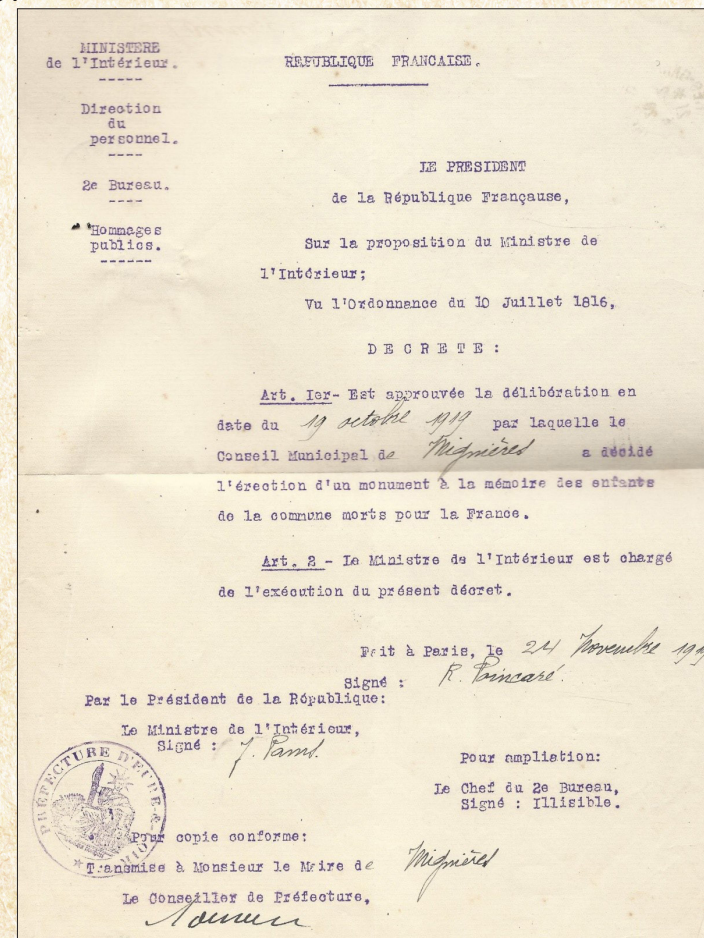 MINISTERE
de l'Intérieur.
-----
Direction
du
personnel.
----
2e Bureau.
----
Hommages
publics.
------
REPUBLIQUE FRANCAISE.
LE PRESIDENT
de la République Françause,
Sur la proposition du Ministre de
l'Intérieur;
Vu l'Ordonnance du 10 Juillet 1816,
D E C R E T E :
Art. Ier- Est approuvée la délibération en
date du 19 octobre 1919 par laquelle le
Conseil Municipal de Mignières a décidé
l'érection d'un monument à la mémoire des enfants
de la commune morts pour la France.
Art. 2 - Le Ministre de l'Intérieur est chargé
de l'exécution du présent décret.
Fait à Paris, le 24 Novembre 191
Signé : R. Poincaré.
Par le Président de la République:
Le Ministre de l'Intérieur,
Signé : J. Pams.
Pour ampliation:
Le Chef du 2e Bureau,
Signé : Illisible.
PRÉFECTURE D'EURE-&-LOIR
Pour copie conforme:
Transmise à Monsieur le Maire de Mignières
Le Conseiller de Préfecture,